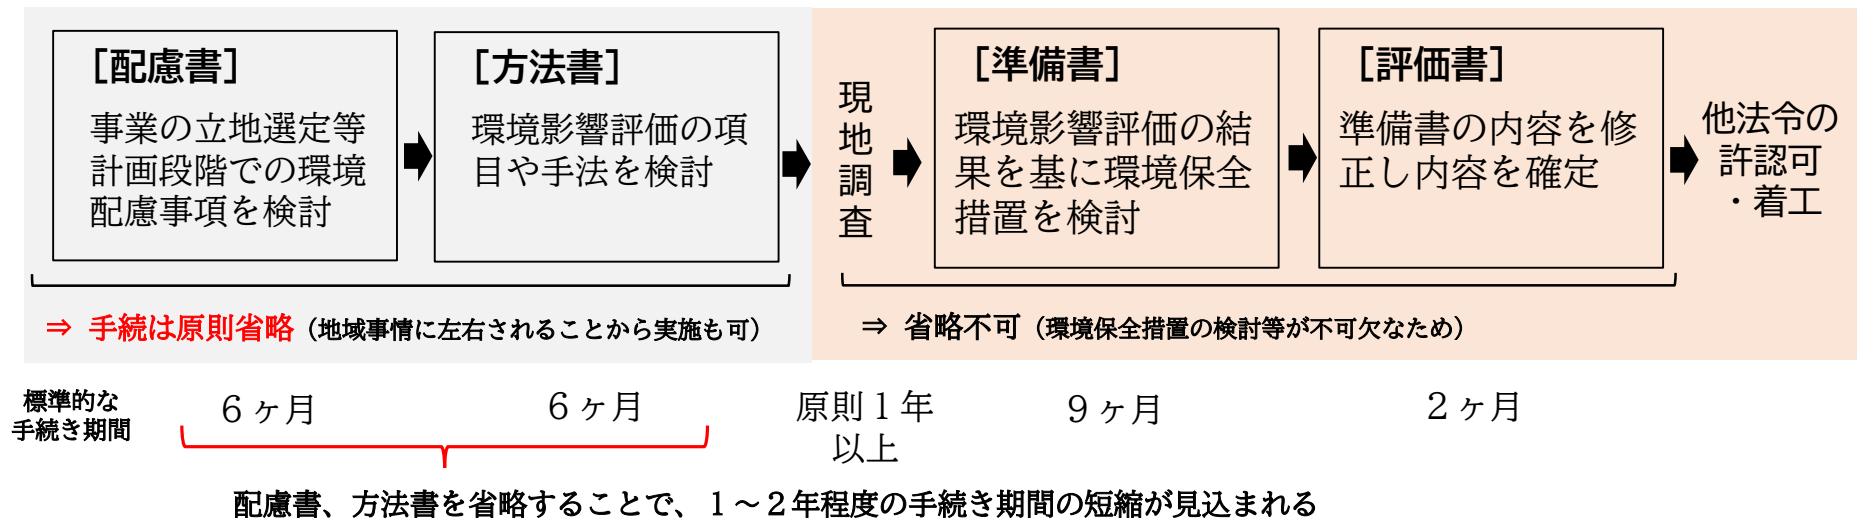 ［配慮書］
事業の立地選定等
計画段階での環境
配慮事項を検討
［方法書］
環境影響評価の項
目や手法を検討
現
地
調
査
［準備書］
環境影響評価の結
果を基に環境保全
措置を検討
［評価書］
準備書の内容を修
正し内容を確定
他法令の
許認可
・着工
⇒ 手続は原則省略（地域事情に左右されることから実施も可）
⇒ 省略不可（環境保全措置の検討等が不可欠なため）
標準的な
手続き期間
６ヶ月
６ヶ月
原則１年
以上
９ヶ月
２ヶ月
配慮書、方法書を省略することで、１～２年程度の手続き期間の短縮が見込まれる